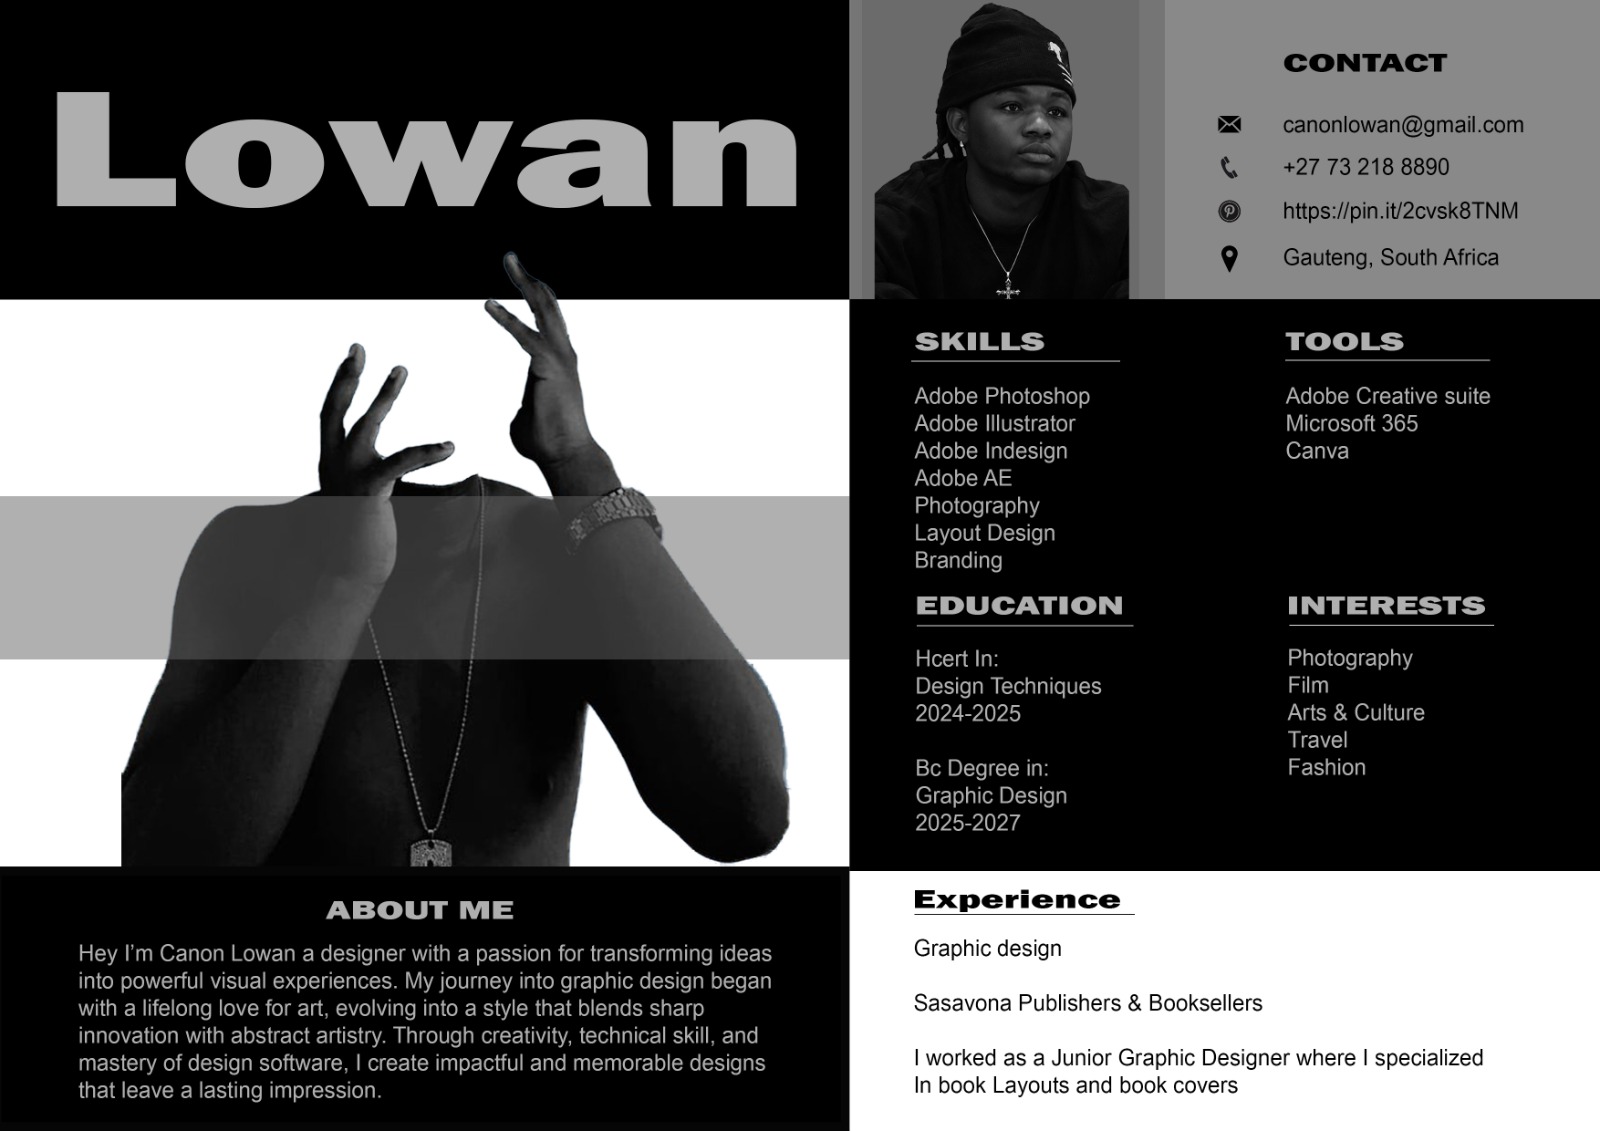 Lowan
ABOUT ME
Hey I’m Canon Lowan a designer with a passion for transforming ideas
into powerful visual experiences. My journey into graphic design began
with a lifelong love for art, evolving into a style that blends sharp
innovation with abstract artistry. Through creativity, technical skill, and
mastery of design software, I create impactful and memorable designs
that leave a lasting impression.
CONTACT
canonlowan@gmail.com
+27 73 218 8890
https://pin.it/2cvsk8TNM
Gauteng, South Africa
SKILLS
Adobe Photoshop
Adobe Illustrator
Adobe Indesign
Adobe AE
Photography
Layout Design
Branding
TOOLS
Adobe Creative suite
Microsoft 365
Canva
EDUCATION
Hcert In:
Design Techniques
2024-2025
Bc Degree in:
Graphic Design
2025-2027
INTERESTS
Photography
Film
Arts & Culture
Travel
Fashion
Experience
Graphic design
Sasavona Publishers & Booksellers
I worked as a Junior Graphic Designer where I specialized
In book Layouts and book covers